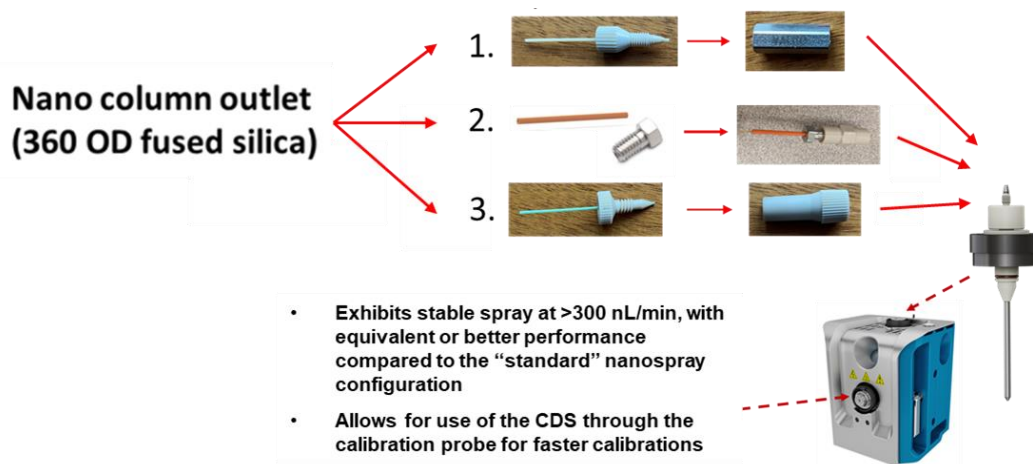 Nano column outlet
(360 OD fused silica)
1.
VALCO
2.
3.
• Exhibits stable spray at >300 nL/min, with
equivalent or better performance
compared to the “standard” nanospray
configuration
• Allows for use of the CDS through the
calibration probe for faster calibrations